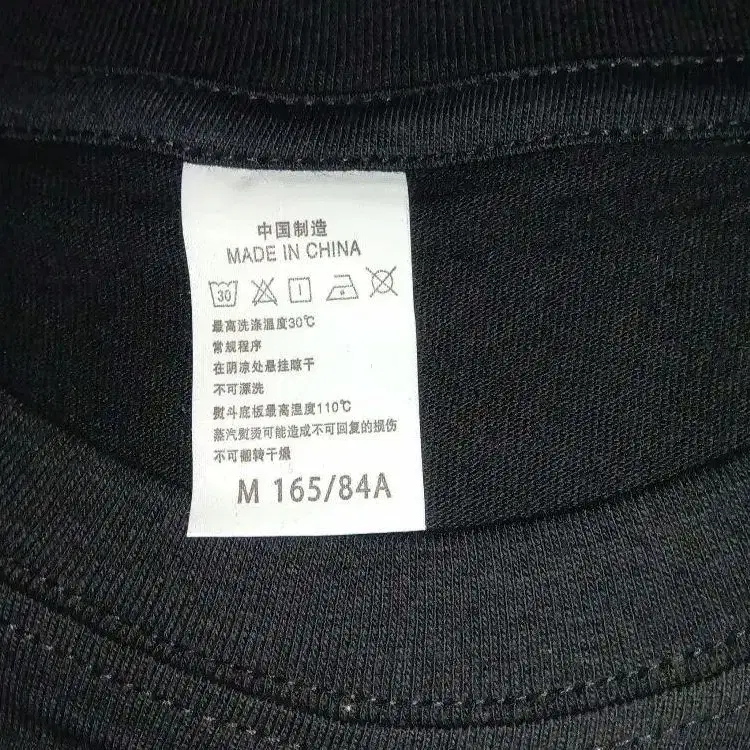 中国制造
MADE IN CHINA
30
最高洗涤温度30℃
常规程序
在阴凉处悬挂晾干
不可漂洗
熨斗底板最高温度110℃
蒸汽熨烫可能造成不可回复的损伤
不可翻转干燥
M 165/84A